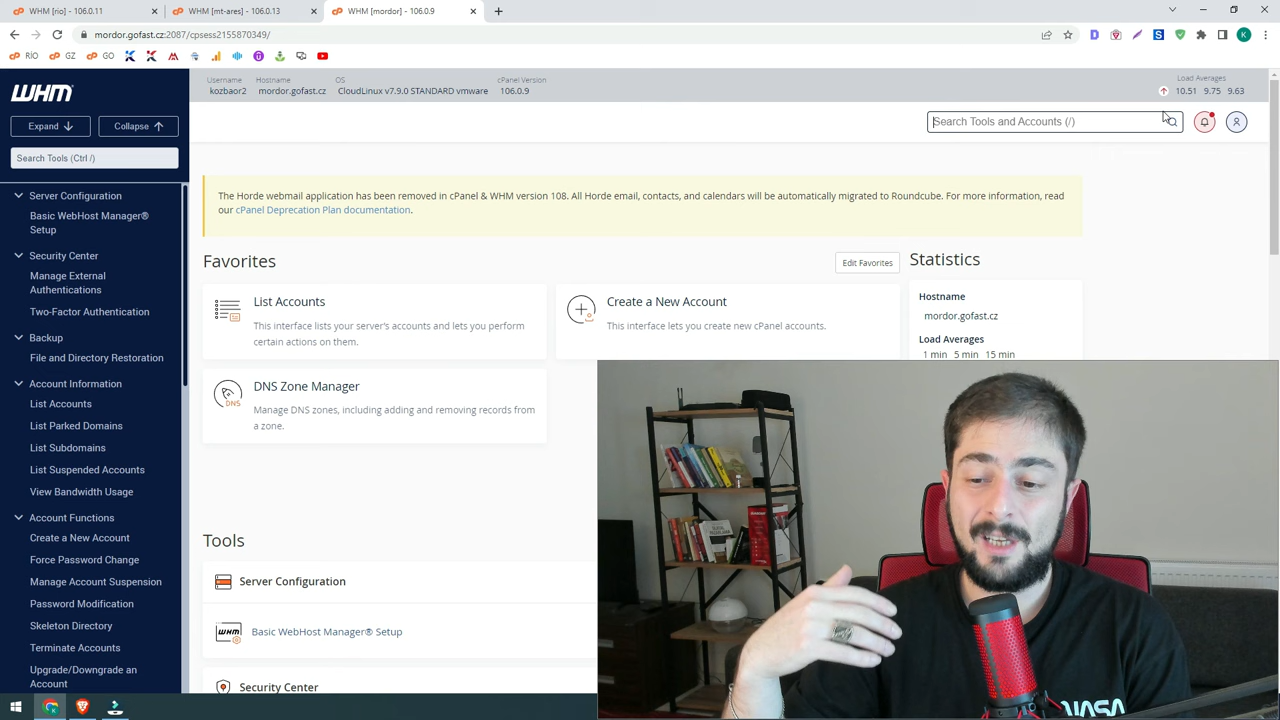 WHM [rio] - 106.0.11
WHM [mt-ares] - 106.0.13
WHM [mordor] - 106.0.9
mordor.gofast.cz:2087/cpsess2155870349/
RİO
GZ
GO
K
WHM
Username
kozbaor2
Hostname
mordor.gofast.cz
OS
CloudLinux v7.9.0 STANDARD vmware
cPanel Version
106.0.9
Load Averages
10.51 9.75 9.63
Expand
Collapse
Search Tools and Accounts (/)
Search Tools (Ctrl /)
Server Configuration
Basic WebHost Manager®
Setup
Security Center
Manage External
Authentications
Two-Factor Authentication
Backup
File and Directory Restoration
Account Information
List Accounts
List Parked Domains
List Subdomains
List Suspended Accounts
View Bandwidth Usage
Account Functions
Create a New Account
Force Password Change
Manage Account Suspension
Password Modification
Skeleton Directory
Terminate Accounts
Upgrade/Downgrade an
Account
The Horde webmail application has been removed in cPanel & WHM version 108. All Horde email, contacts, and calendars will be automatically migrated to Roundcube. For more information, read
our cPanel Deprecation Plan documentation.
Favorites
Edit Favorites
List Accounts
This interface lists your server's accounts and lets you perform
certain actions on them.
Create a New Account
This interface lets you create new cPanel accounts.
DNS
DNS Zone Manager
Manage DNS zones, including adding and removing records from
a zone.
Statistics
Hostname
mordor.gofast.cz
Load Averages
1 min 5 min 15 min
Tools
Server Configuration
WHM
Basic WebHost Manager® Setup
Security Center
NASA